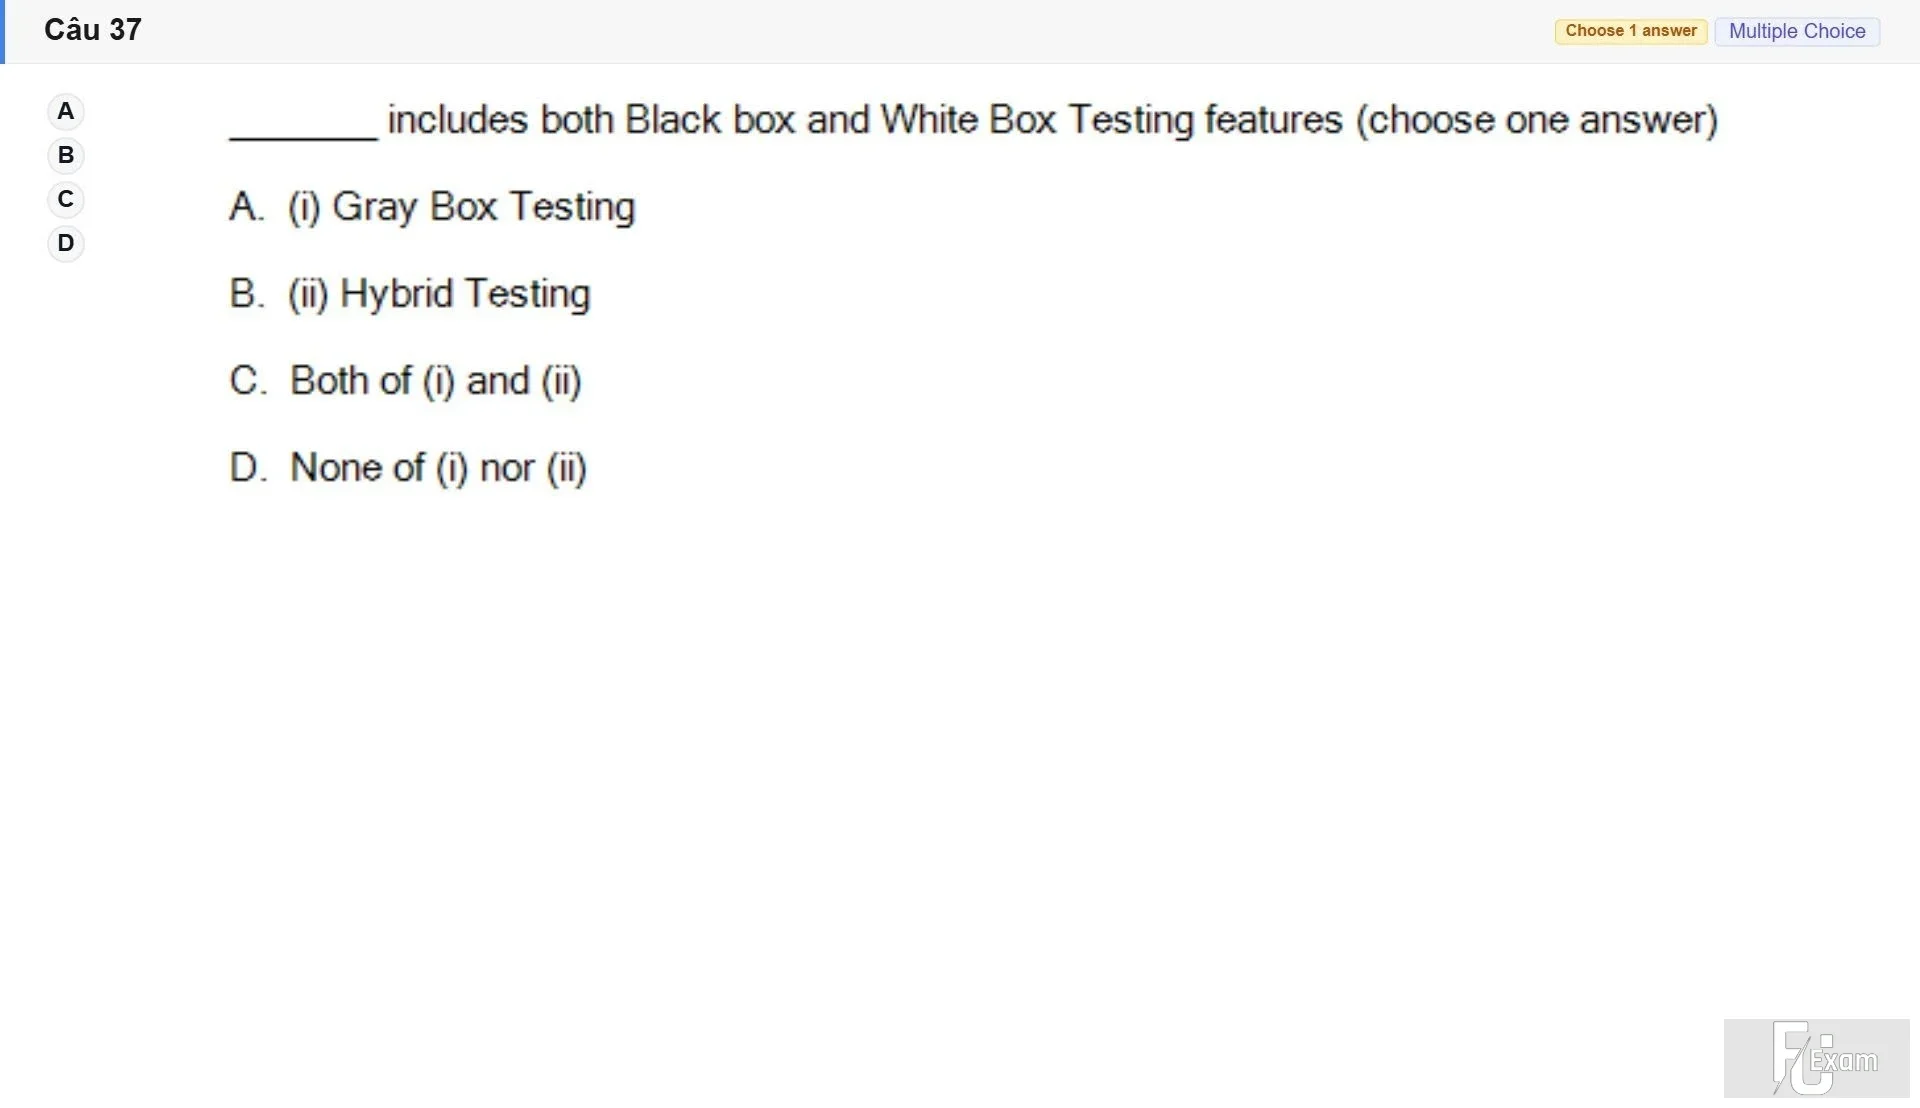 Câu 37
Choose 1 answer
Multiple Choice
A
B
C
D
_______ includes both Black box and White Box Testing features (choose one answer)
A. (i) Gray Box Testing
B. (ii) Hybrid Testing
C. Both of (i) and (ii)
D. None of (i) nor (ii)
FU Exam